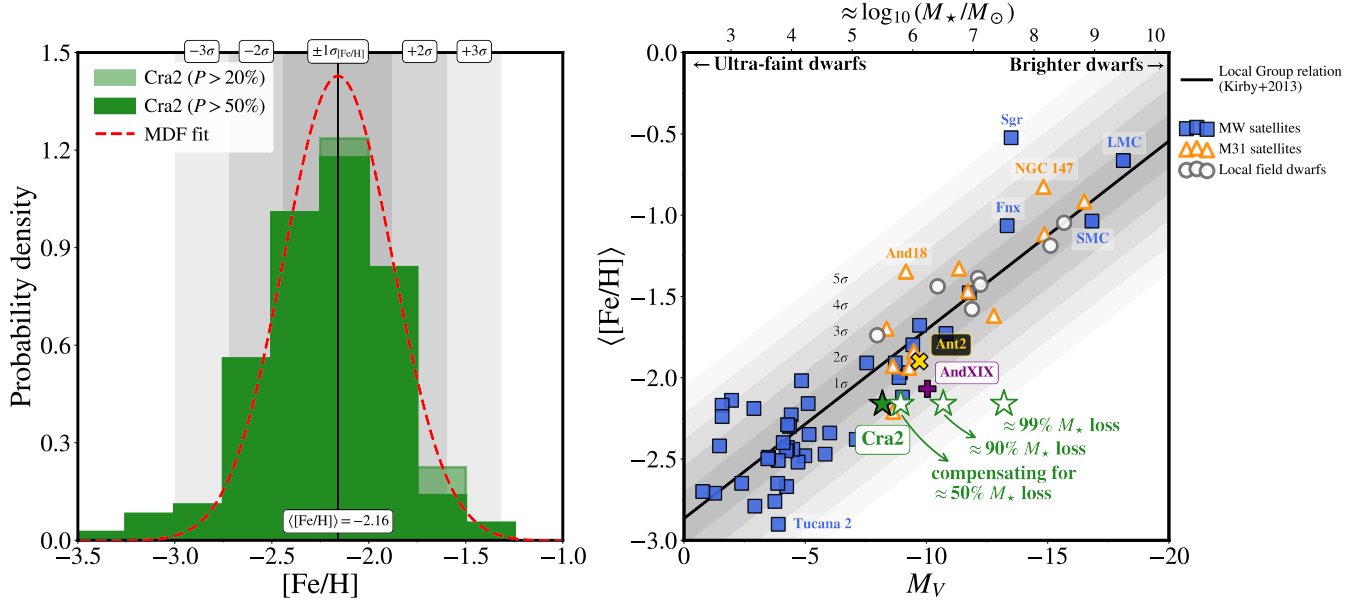 −3σ
−2σ
±1σ[Fe/H]
+2σ
+3σ
1.5
1.2
0.9
0.6
0.3
0.0
Probability density
Cra2 (P > 20%)
Cra2 (P > 50%)
MDF fit
⟨[Fe/H]⟩ = −2.16
−3.5
−3.0
−2.5
−2.0
−1.5
−1.0
[Fe/H]
≈ log10 (M⋆/M⊙)
3
4
5
6
7
8
9
10
0.0
−0.5
−1.0
−1.5
−2.0
−2.5
−3.0
⟨[Fe/H]⟩
← Ultra-faint dwarfs
Brighter dwarfs →
Sgr
LMC
NGC 147
Fnx
SMC
And18
5σ
4σ
3σ
2σ
1σ
Ant2
AndXIX
Cra2
≈ 99% M⋆ loss
≈ 90% M⋆ loss
compensating for
≈ 50% M⋆ loss
Tucana 2
0
−5
−10
−15
−20
MV
Local Group relation
(Kirby+2013)
MW satellites
M31 satellites
Local field dwarfs